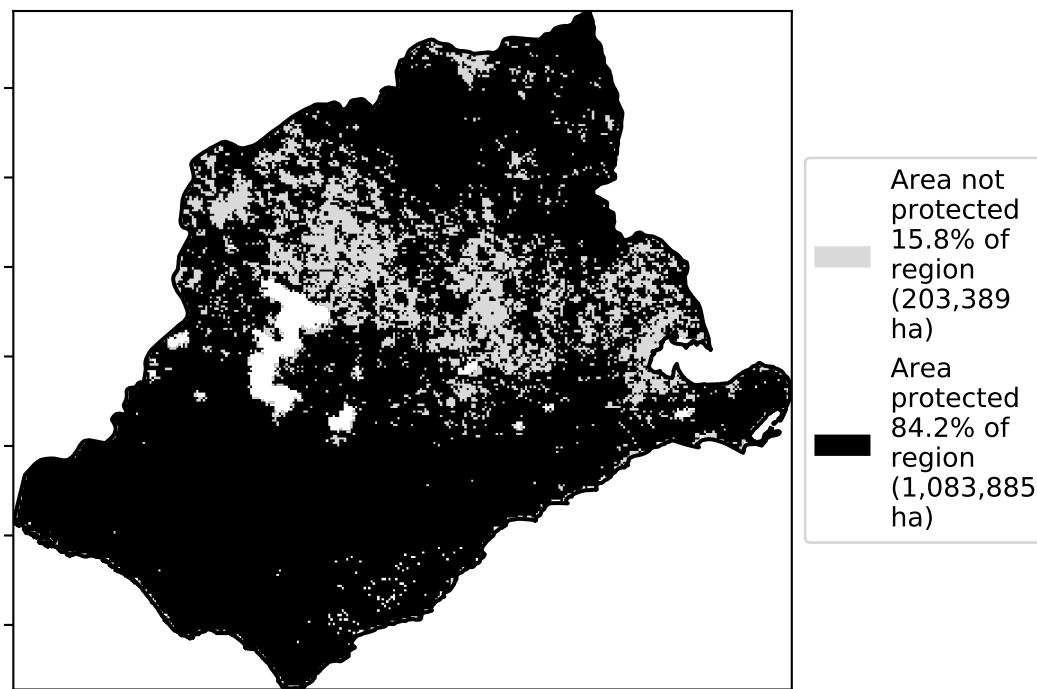 Area not
protected
15.8% of
region
(203,389
ha)
Area
protected
84.2% of
region
(1,083,885
ha)